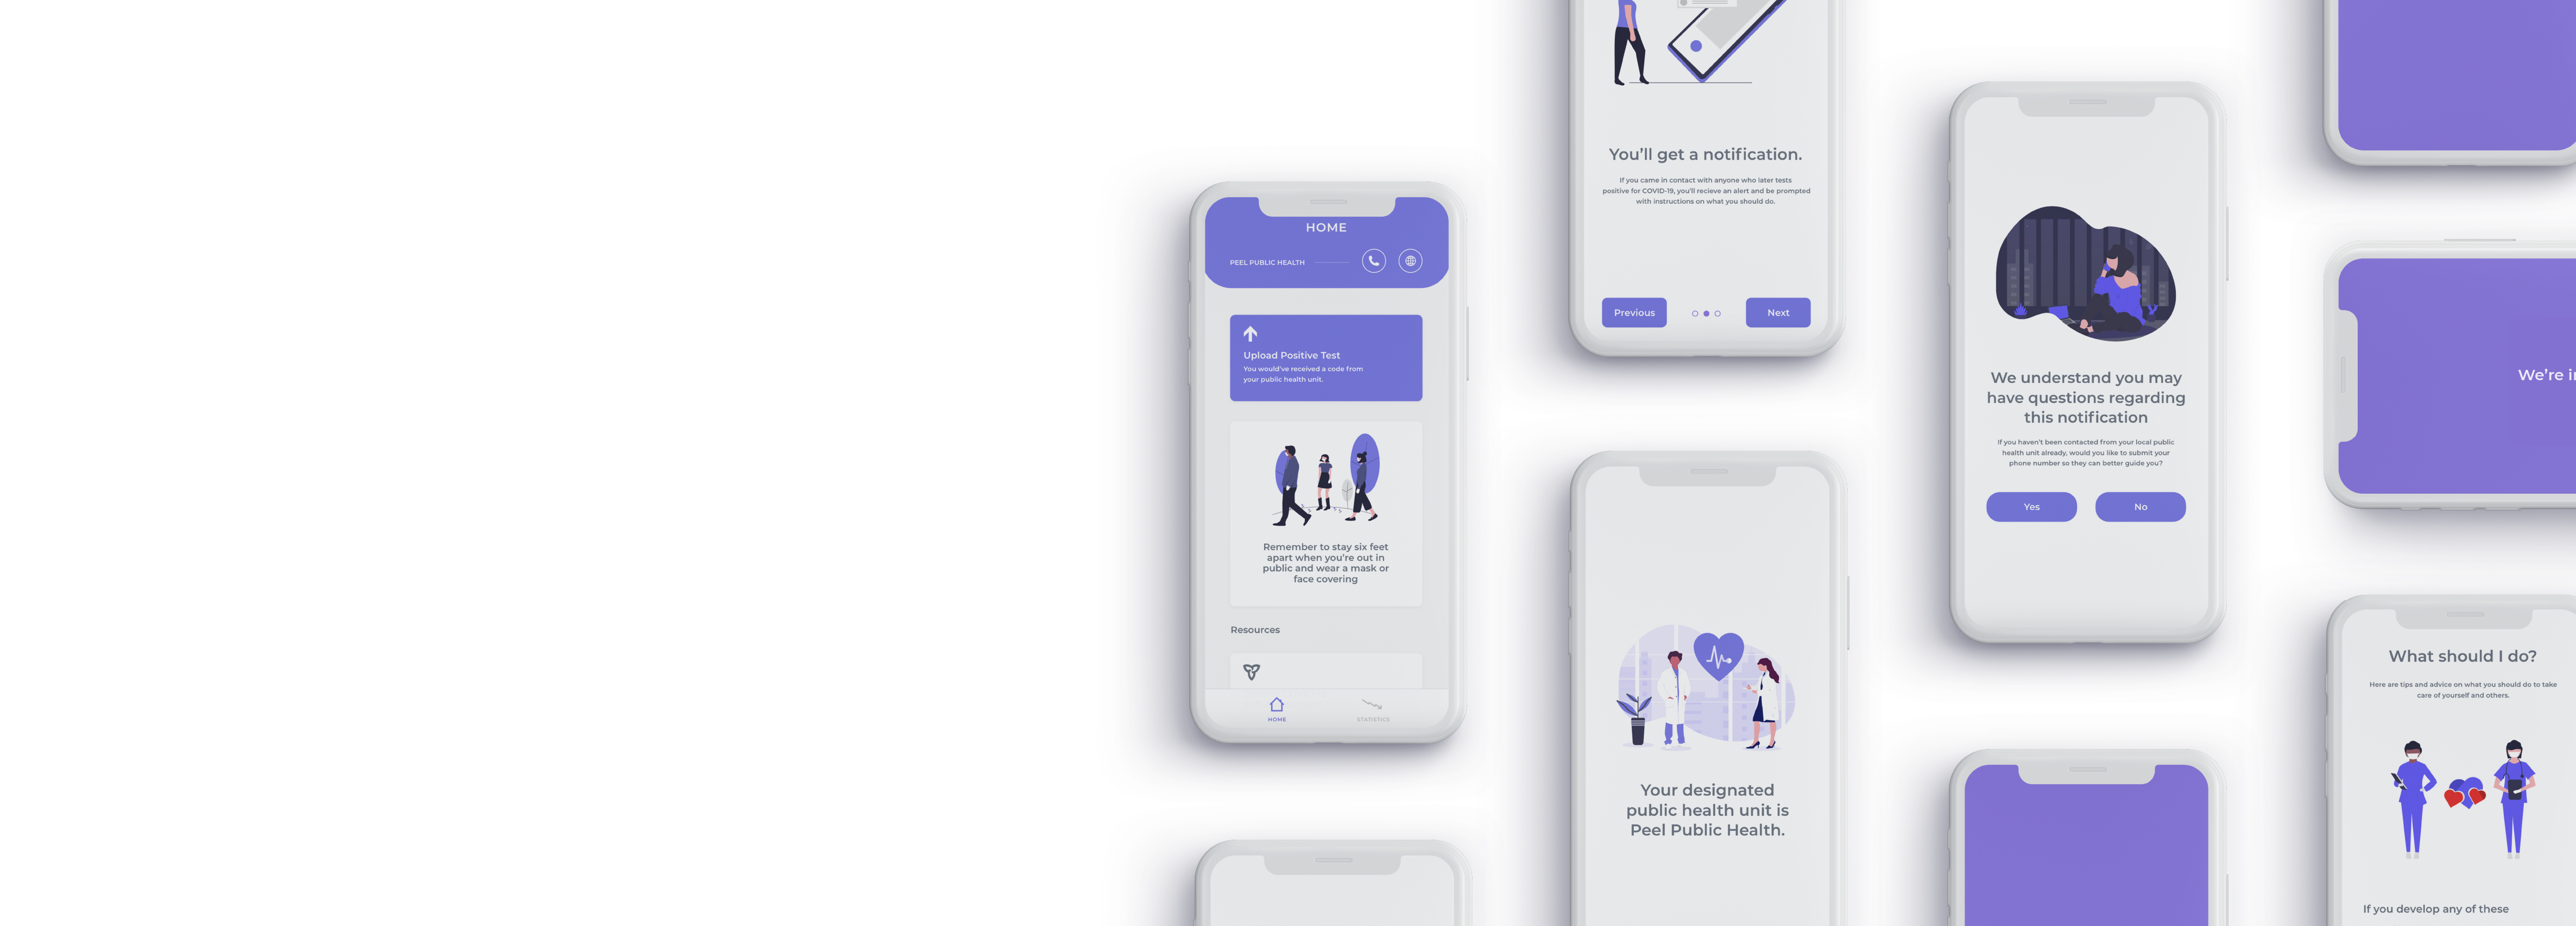 HOME
PEEL PUBLIC HEALTH
Upload Positive Test
You would've received a code from
your public health unit.
Remember to stay six feet
apart when you're out in
public and wear a mask or
face covering
Resources
HOME
STATISTICS
You'll get a notification.
If you came in contact with anyone who later tests
positive for COVID-19, you'll recieve an alert and be prompted
with instructions on what you should do.
Previous
Next
Your designated
public health unit is
Peel Public Health.
We understand you may
have questions regarding
this notification
If you haven't been contacted from your local public
health unit already, would you like to submit your
phone number so they can better guide you?
Yes
No
We're i
What should I do?
Here are tips and advice on what you should do to take
care of yourself and others.
If you develop any of these